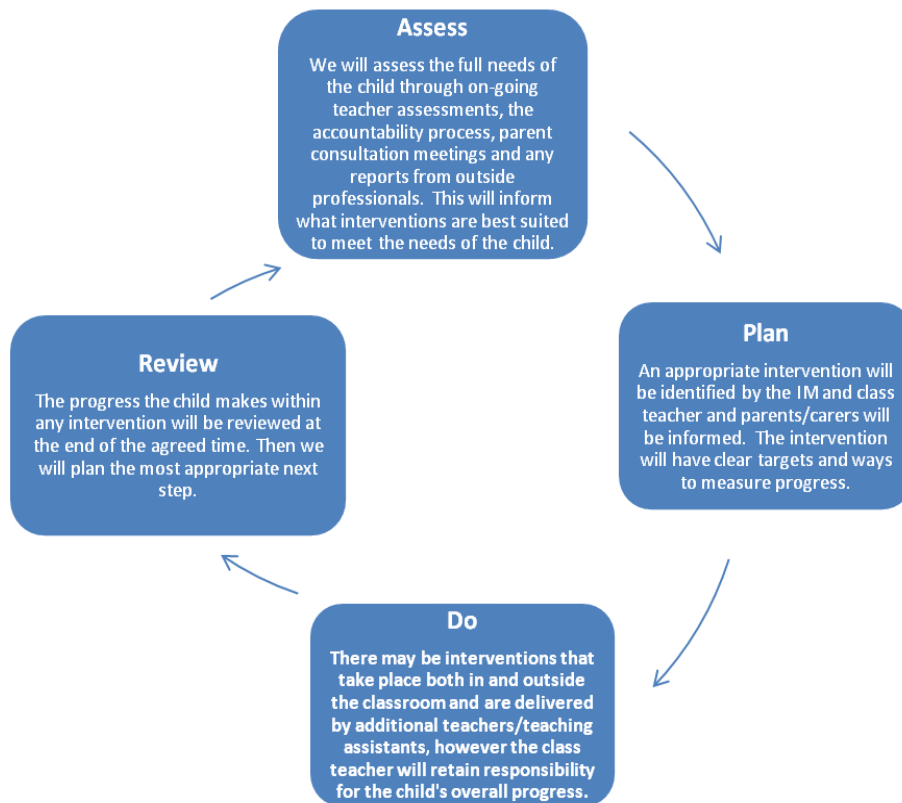 Assess
We will assess the full needs of
the child through on-going
teacher assessments, the
accountability process, parent
consultation meetings and any
reports from outside
professionals.  This will inform
what interventions are best suited
to meet the needs of the child.
Plan
An appropriate intervention will
be identified by the IM and class
teacher and parents/carers will
be informed.  The intervention
will have clear targets and ways
to measure progress.
Do
There may be interventions that
take place both in and outside
the classroom and are delivered
by additional teachers/teaching
assistants, however the class
teacher will retain responsibility
for the child's overall progress.
Review
The progress the child makes within
any intervention will be reviewed at
the end of the agreed time. Then we
will plan the most appropriate next
step.